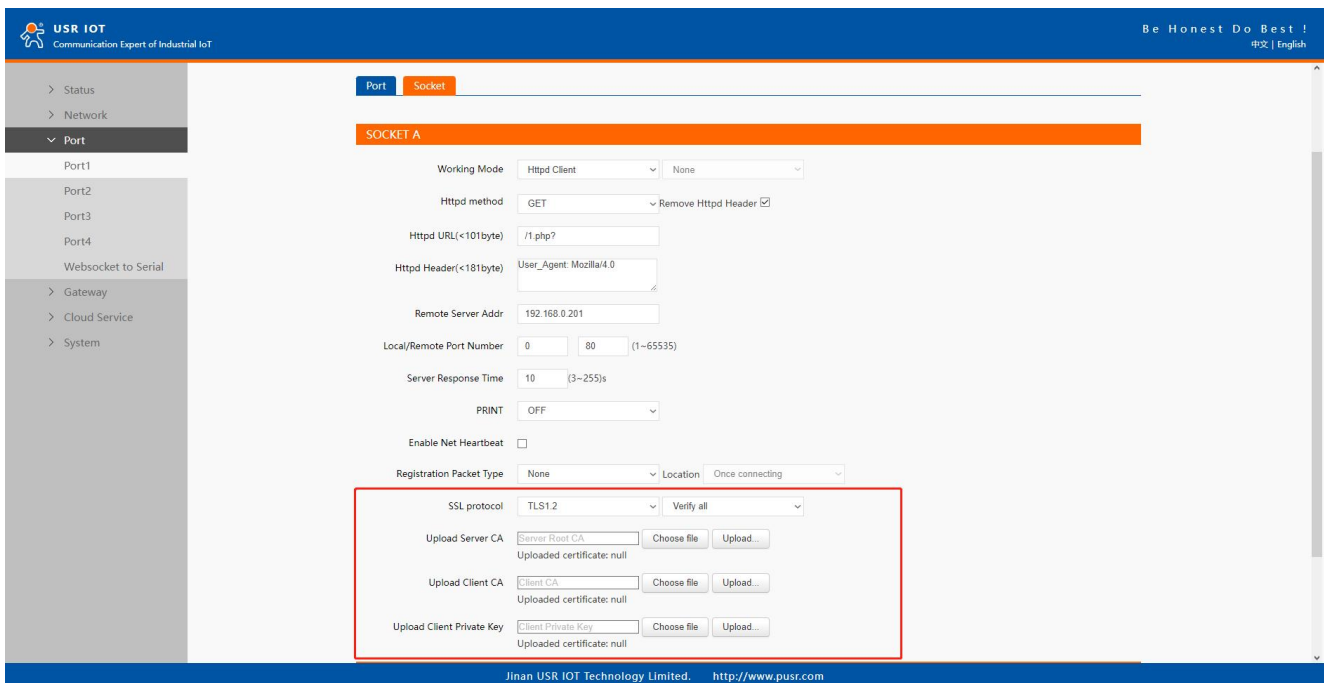 USR IOT
Communication Expert of Industrial IoT
Be Honest Do Best !
中文 | English
Status
Network
Port
Port1
Port2
Port3
Port4
Websocket to Serial
Gateway
Cloud Service
System
Port Socket
SOCKET A
Working Mode Httpd Client None
Httpd method GET Remove Httpd Header
Httpd URL(<101byte) /1.php?
Httpd Header(<181byte) User_Agent: Mozilla/4.0
Remote Server Addr 192.168.0.201
Local/Remote Port Number 0 80 (1~65535)
Server Response Time 10 (3~255)s
PRINT OFF
Enable Net Heartbeat
Registration Packet Type None Location Once connecting
SSL protocol TLS1.2 Verify all
Upload Server CA Server Root CA Choose file Upload...
Uploaded certificate: null
Upload Client CA Client CA Choose file Upload...
Uploaded certificate: null
Upload Client Private Key Client Private Key Choose file Upload...
Uploaded certificate: null
Jinan USR IOT Technology Limited. http://www.pusr.com